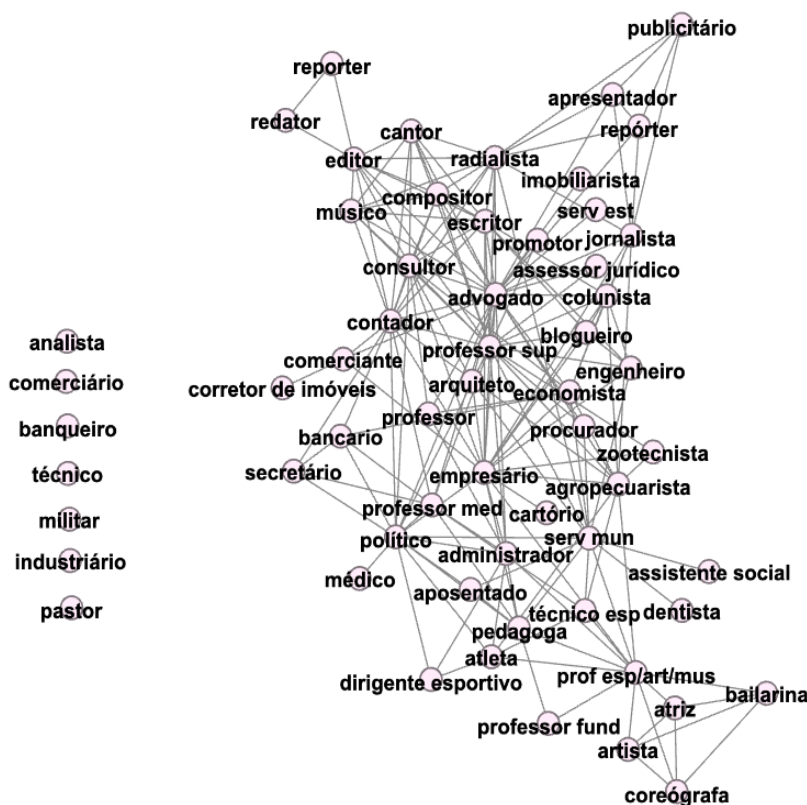 publicitário
reporter
apresentador
redator
cantor
repórter
editor
radialista
imobiliarista
compositor
serv est
músico
escritor
promotor
jornalista
consultor
assessor jurídico
advogado
colunista
contador
blogueiro
analista
professor sup
comerciante
engenheiro
comerciário
corretor de imóveis
arquiteto
economista
professor
banqueiro
procurador
bancario
zootecnista
técnico
secretário
empresário
agropecuarista
professor med
cartório
militar
político
serv mun
administrador
industriário
médico
assistente social
aposentado
pastor
técnico esp
dentista
pedagoga
atleta
dirigente esportivo
prof esp/art/mus
bailarina
atriz
professor fund
artista
coreógrafa